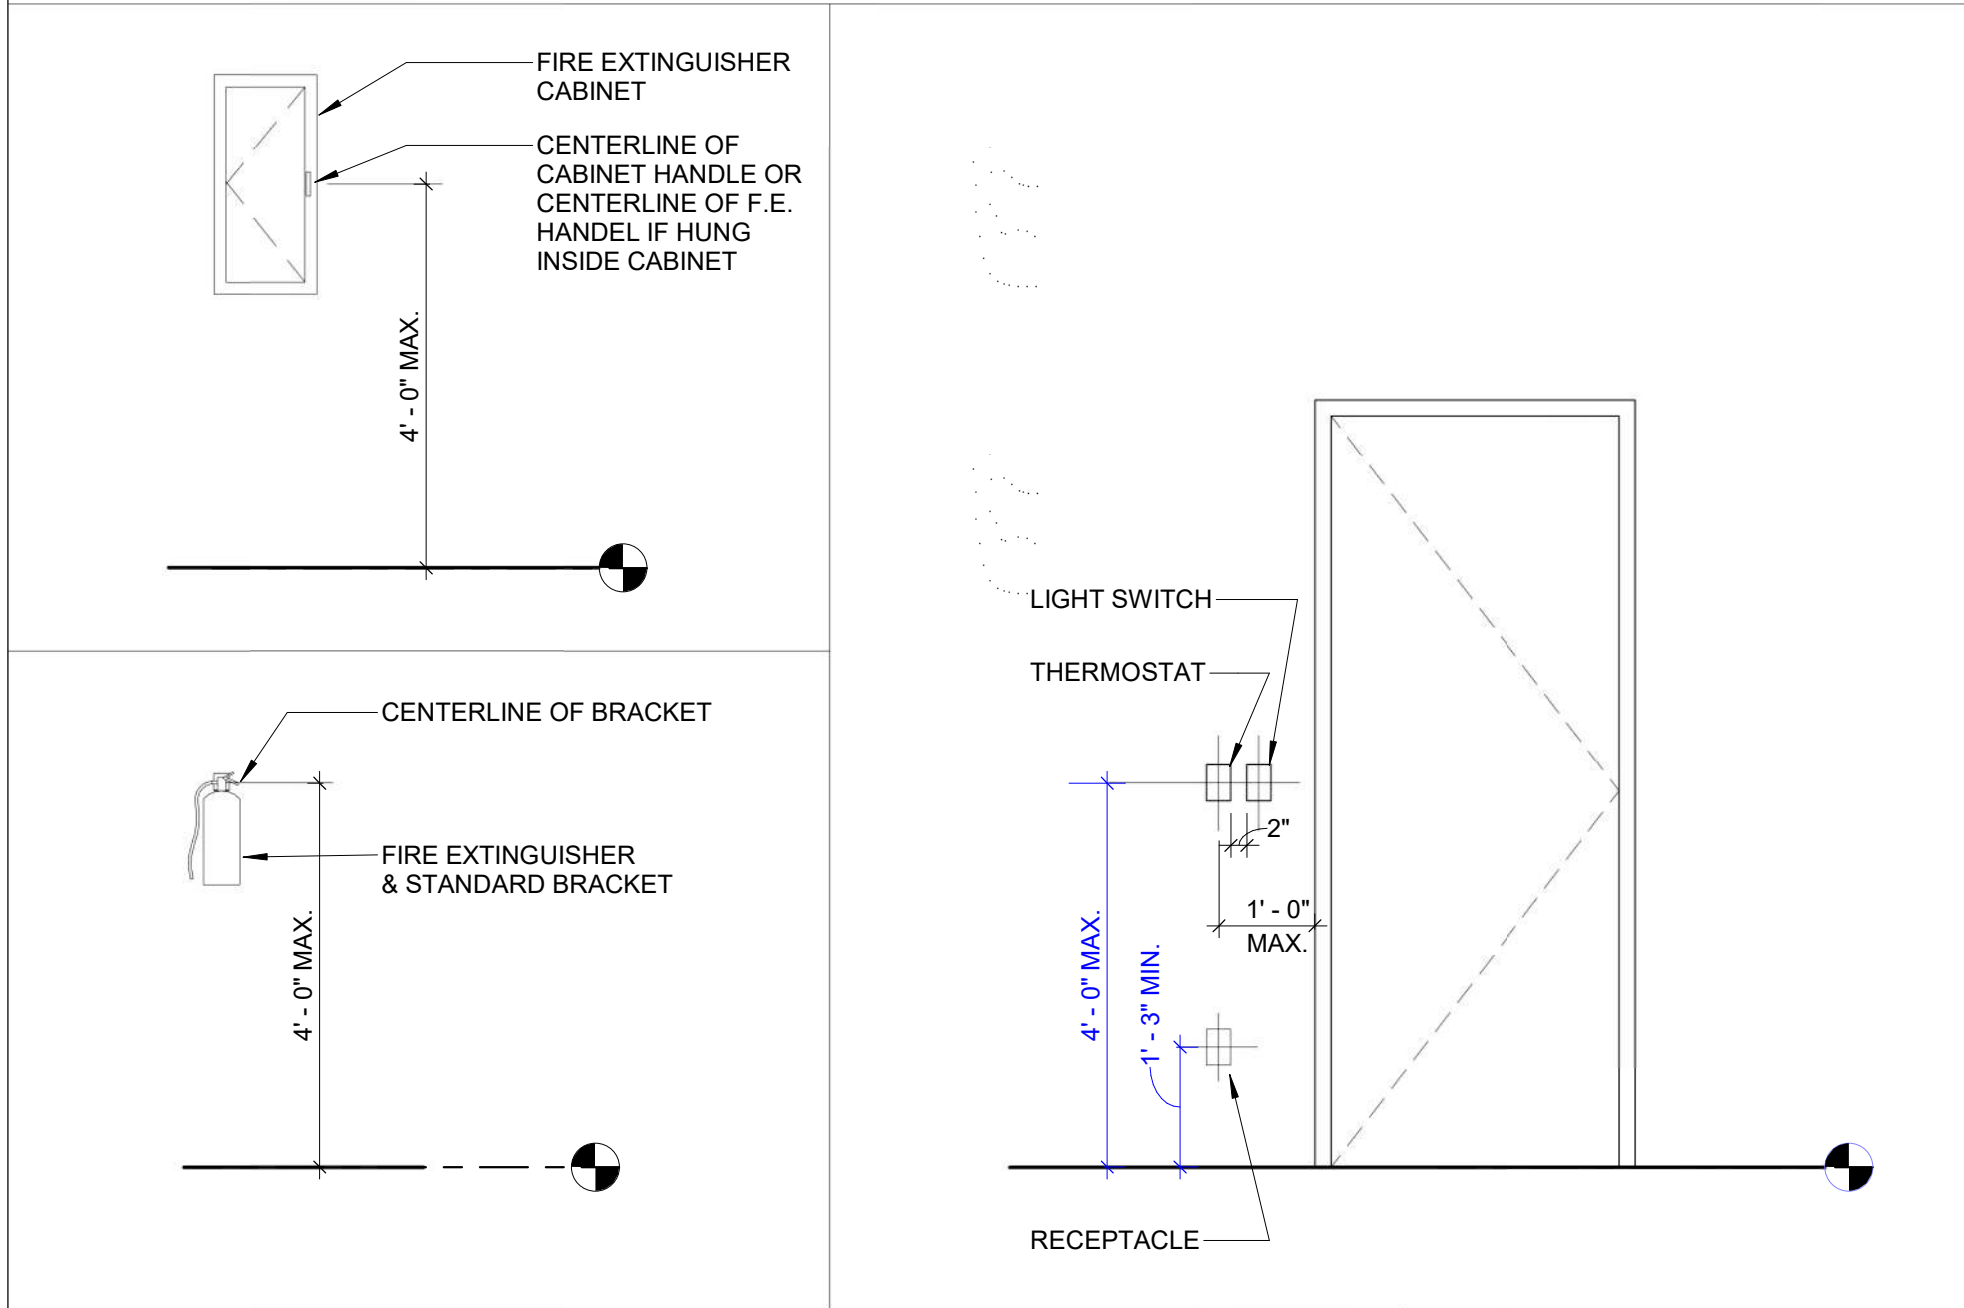 FIRE EXTINGUISHER
CABINET
CENTERLINE OF
CABINET HANDLE OR
CENTERLINE OF F.E.
HANDEL IF HUNG
INSIDE CABINET
4' - 0" MAX.
CENTERLINE OF BRACKET
FIRE EXTINGUISHER
& STANDARD BRACKET
4' - 0" MAX.
LIGHT SWITCH
THERMOSTAT
2"
1' - 0"
MAX.
4' - 0" MAX.
1' - 3" MIN.
RECEPTACLE